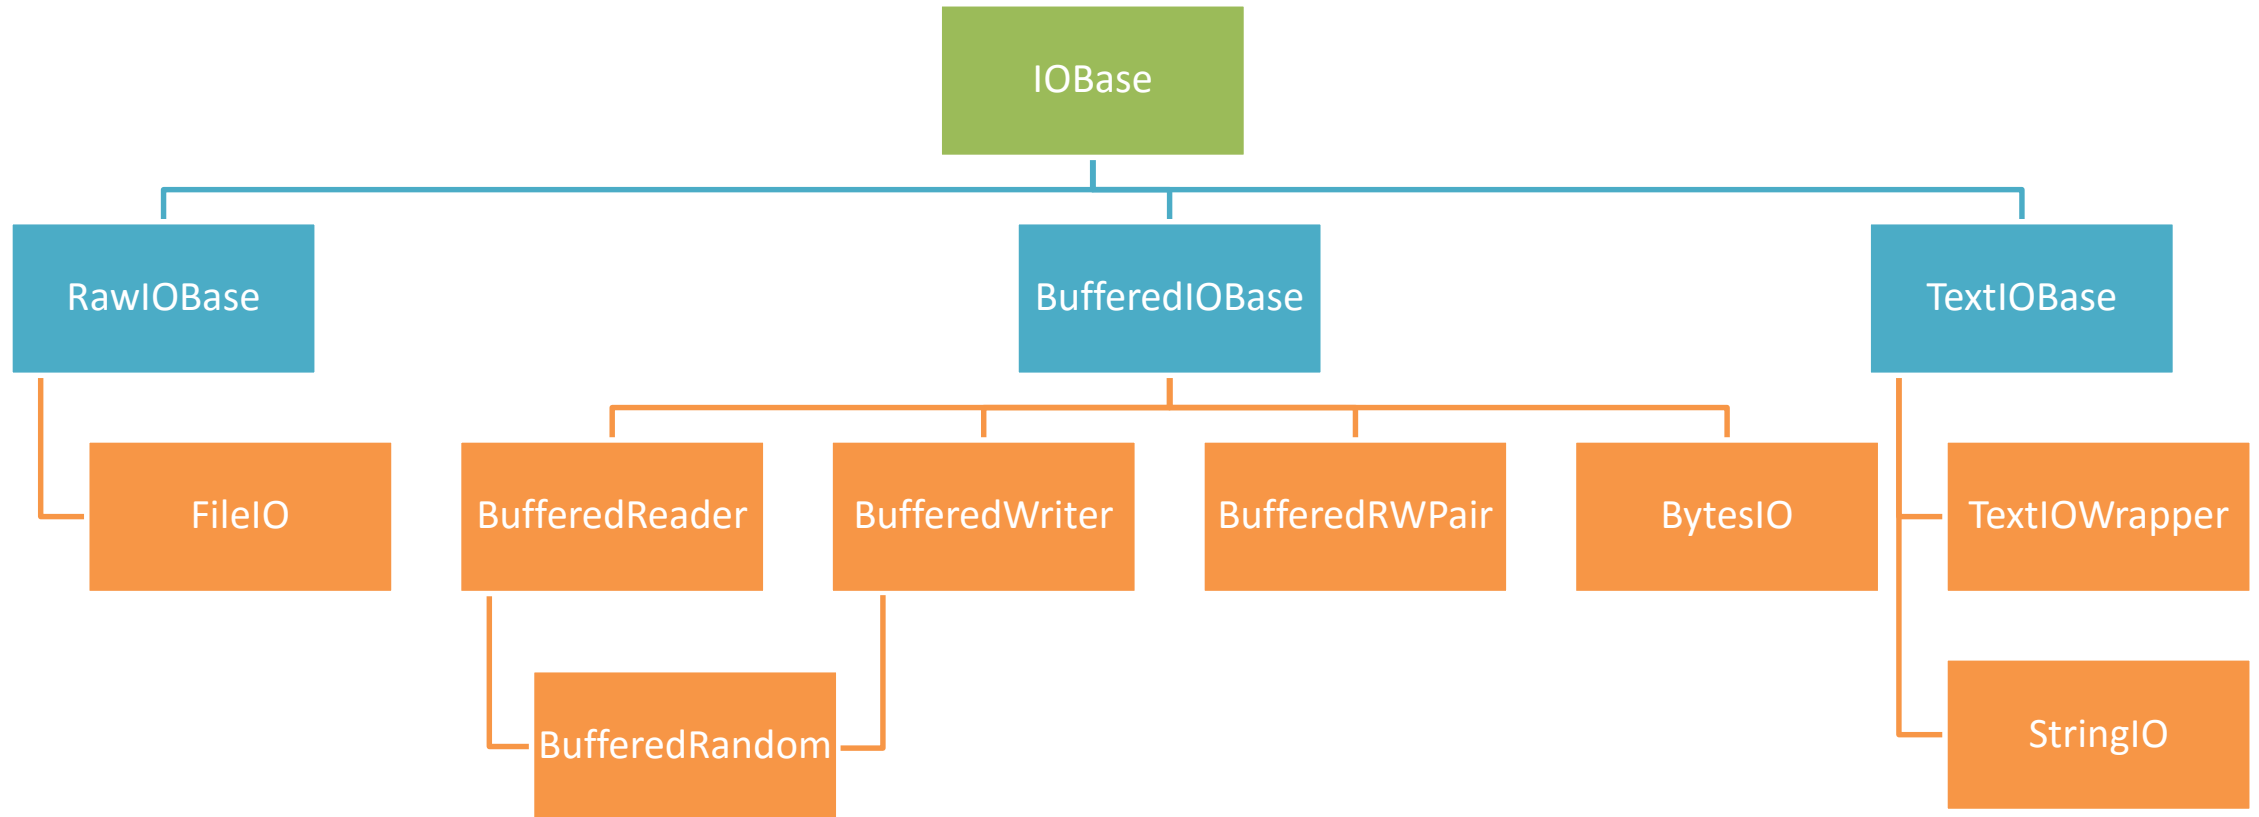 IOBase
RawIOBase
BufferedIOBase
TextIOBase
FileIO
BufferedReader
BufferedWriter
BufferedRWPair
BytesIO
TextIOWrapper
BufferedRandom
StringIO